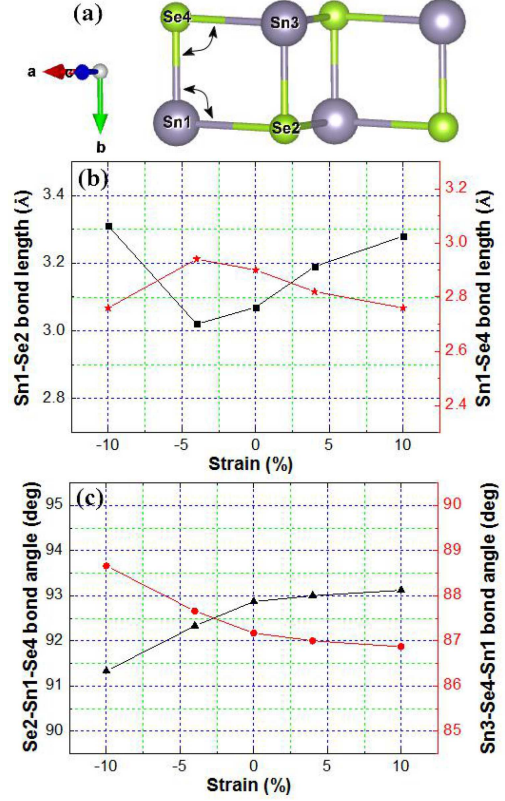 (a)
Se4
Sn3
a
c
b
Sn1
Se2
(b)
Sn1-Se2 bond length (Å)
3.4
3.2
3.0
2.8
Sn1-Se4 bond length (Å)
3.2
3.0
2.8
2.6
2.4
-10
-5
0
5
10
Strain (%)
(c)
Se2-Sn1-Se4 bond angle (deg)
95
94
93
92
91
90
Sn3-Se4-Sn1 bond angle (deg)
90
89
88
87
86
85
-10
-5
0
5
10
Strain (%)